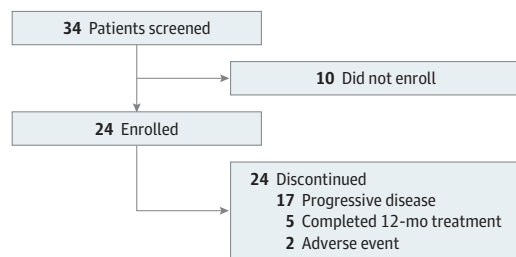 34 Patients screened
10 Did not enroll
24 Enrolled
24 Discontinued
17 Progressive disease
5 Completed 12-mo treatment
2 Adverse event